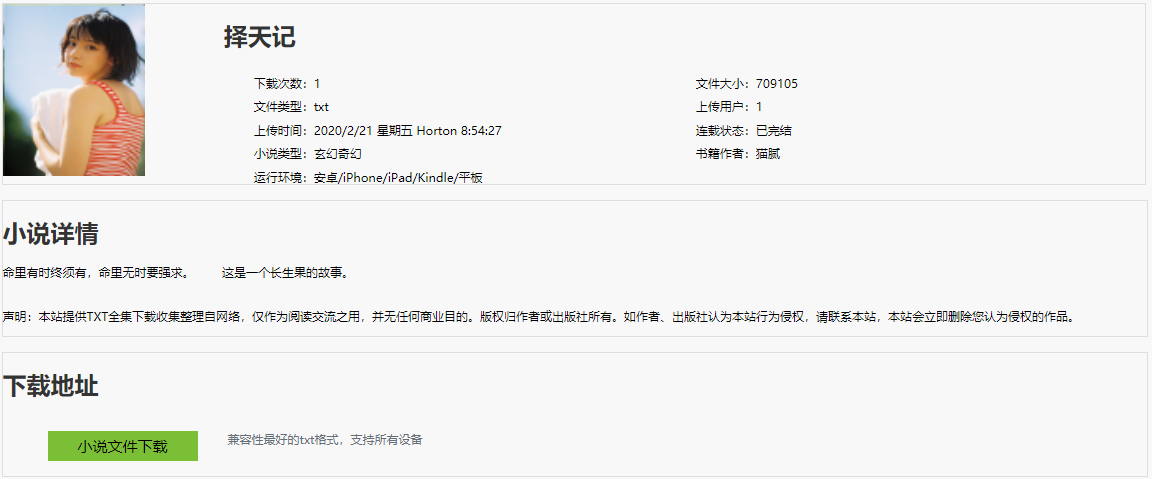 择天记
下载次数：1
文件大小：709105
文件类型：txt
上传用户：1
上传时间：2020/2/21 星期五 Horton 8:54:27
连载状态：已完结
小说类型：玄幻奇幻
书籍作者：猫腻
运行环境：安卓/iPhone/iPad/Kindle/平板
小说详情
命里有时终须有，命里无时要强求。 这是一个长生果的故事。
声明：本站提供TXT全集下载收集整理自网络，仅作为阅读交流之用，并无任何商业目的。版权归作者或出版社所有。如作者、出版社认为本站行为侵权，请联系本站，本站会立即删除您认为侵权的作品。
下载地址
小说文件下载
兼容性最好的txt格式，支持所有设备